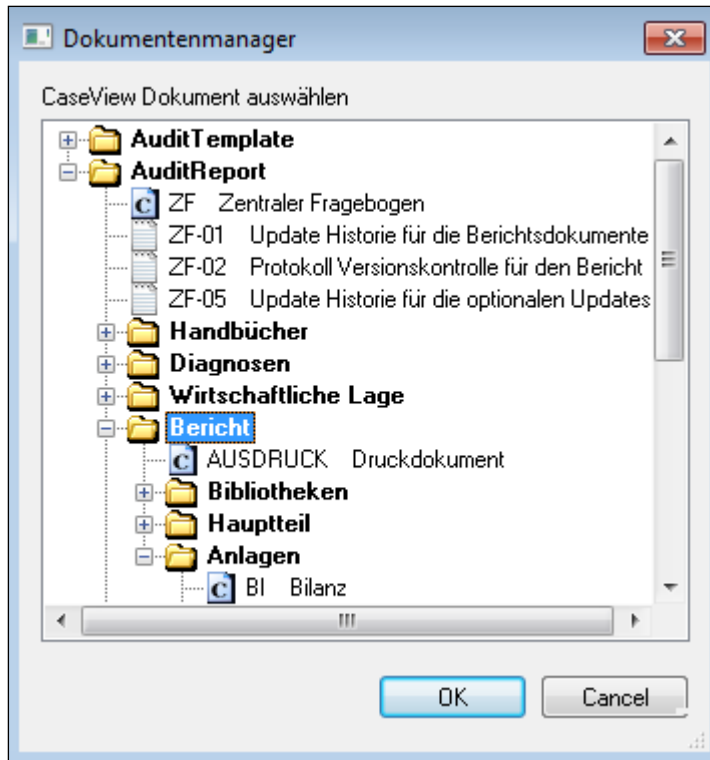 Dokumentenmanager
CaseView Dokument auswählen
AuditTemplate
AuditReport
ZF Zentraler Fragebogen
ZF-01 Update Historie für die Berichtsdokumente
ZF-02 Protokoll Versionskontrolle für den Bericht
ZF-05 Update Historie für die optionalen Updates
Handbücher
Diagnosen
Wirtschaftliche Lage
Bericht
AUSDRUCK Druckdokument
Bibliotheken
Hauptteil
Anlagen
BI Bilanz
OK Cancel